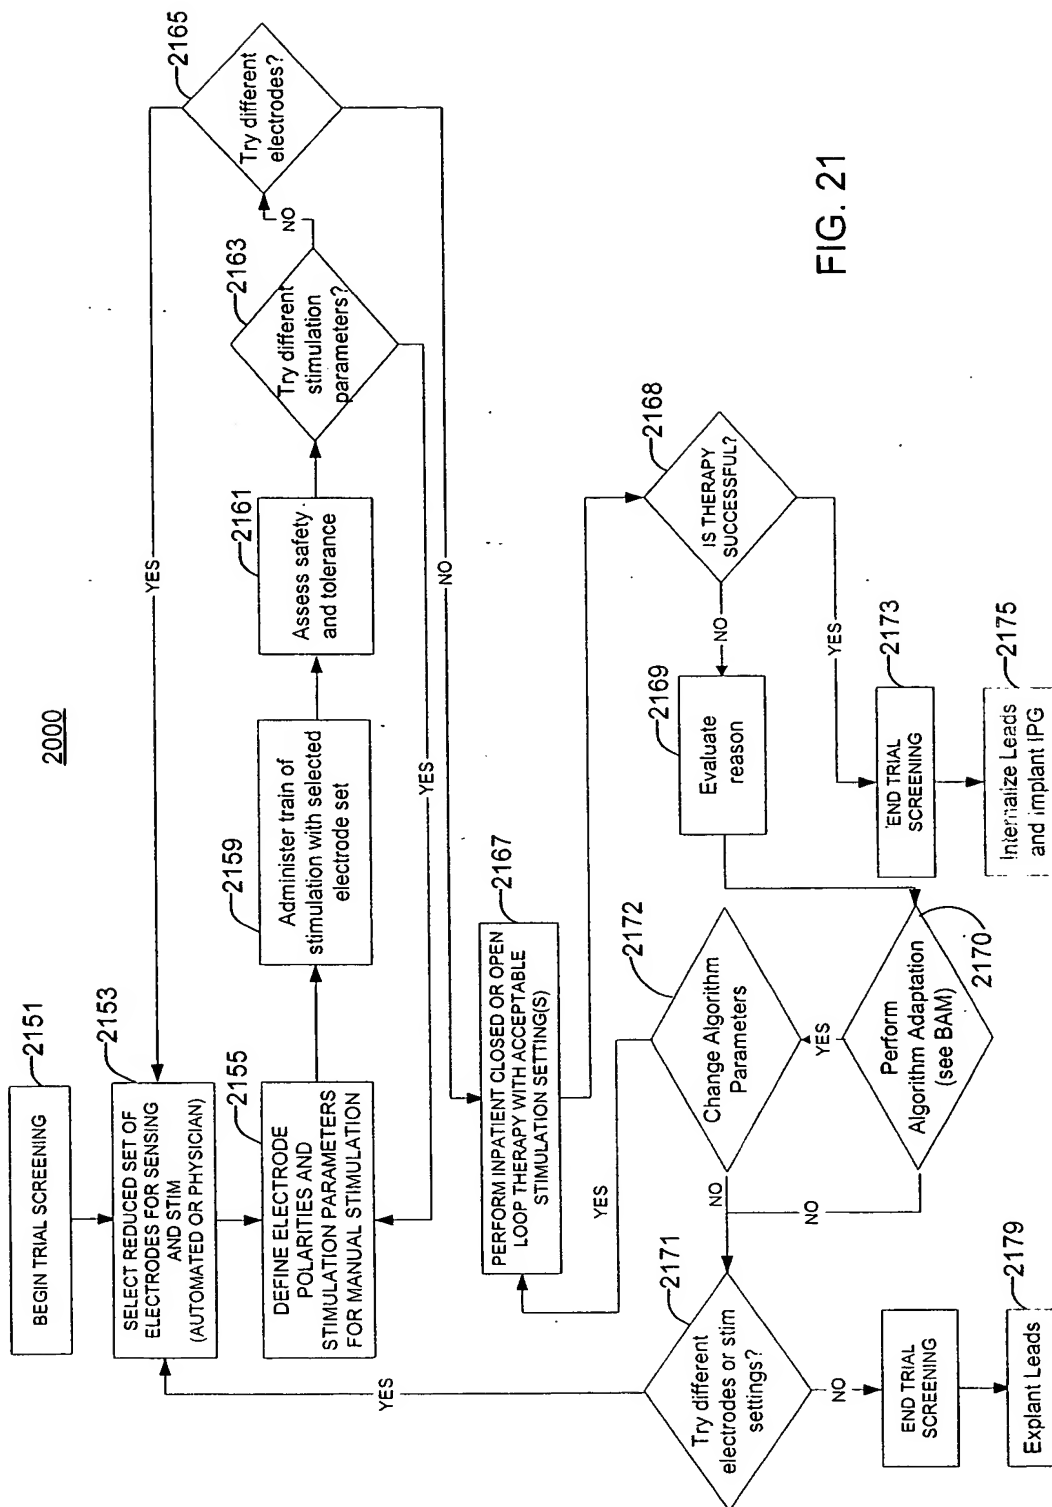 2000
BEGIN TRIAL SCREENING
2151
SELECT REDUCED SET OF
ELECTRODES FOR SENSING
AND STIM
(AUTOMATED OR PHYSICIAN)
2153
DEFINE ELECTRODE
POLARITIES AND
STIMULATION PARAMETERS
FOR MANUAL STIMULATION
2155
Administer train of
stimulation with selected
electrode set
2159
Assess safety
and tolerance
2161
Try different
stimulation
parameters?
2163
NO
YES
Try different
electrodes?
2165
YES
NO
PERFORM INPATIENT CLOSED OR OPEN
LOOP THERAPY WITH ACCEPTABLE
STIMULATION SETTING(S)
2167
IS THERAPY
SUCCESSFUL?
2168
NO
YES
Evaluate
reason
2169
Perform
Algorithm Adaptation
(see BAM)
2170
YES
NO
Change Algorithm
Parameters
2172
YES
NO
Try different
electrodes or stim
settings?
2171
YES
NO
END TRIAL
SCREENING
Explant Leads
2179
END TRIAL
SCREENING
2173
Internalize Leads
and implant IPG
2175
FIG. 21